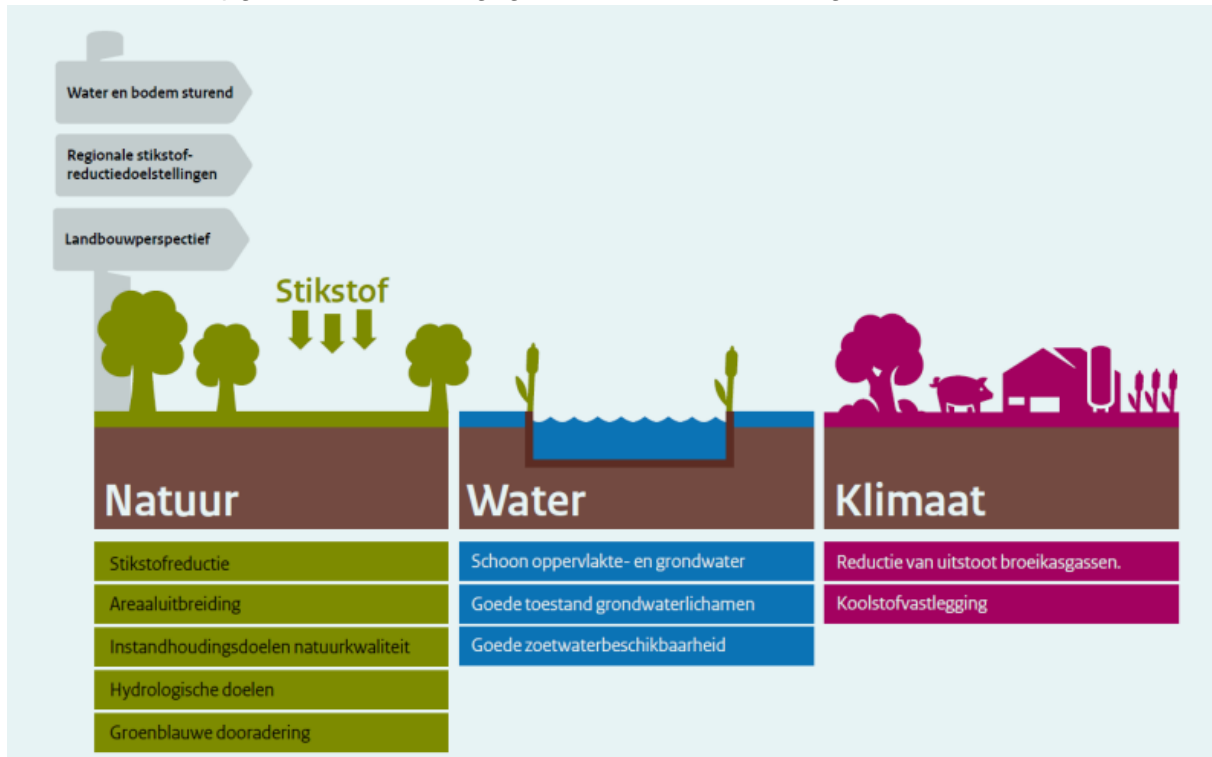 Water en bodem sturend
Regionale stikstof-
reductiedoelstellingen
Landbouwperspectief
Stikstof
Natuur
Stikstofreductie
Areaaluitbreiding
Instandhoudingsdoelen natuurkwaliteit
Hydrologische doelen
Groenblauwe dooradering
Water
Schoon oppervlakte- en grondwater
Goede toestand grondwaterlichamen
Goede zoetwaterbeschikbaarheid
Klimaat
Reductie van uitstoot broeikasgassen.
Koolstofvastlegging